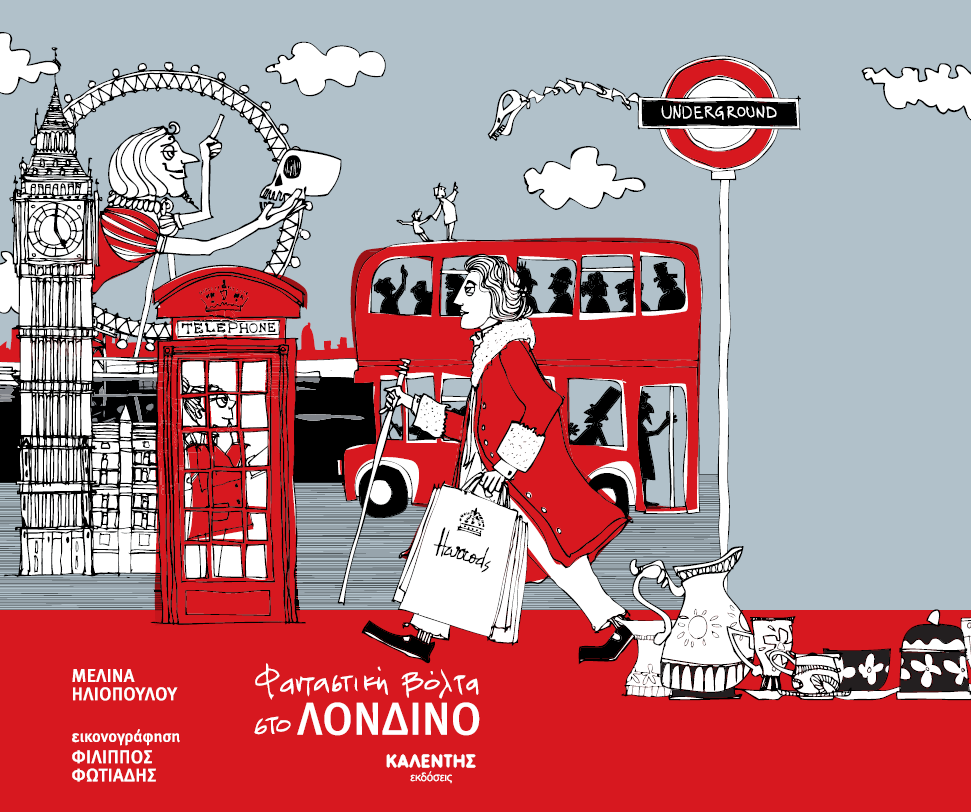 UNDERGROUND
TELEPHONE
Harrods
ΜΕΛΙΝΑ
ΗΛΙΟΠΟΥΛΟΥ
εικονογράφηση
ΦΙΛΙΠΠΟΣ
ΦΩΤΙΑΔΗΣ
Φανταστική βόλτα
στο ΛΟΝΔΙΝΟ
ΚΑΛΕΝΤΗΣ
εκδόσεις